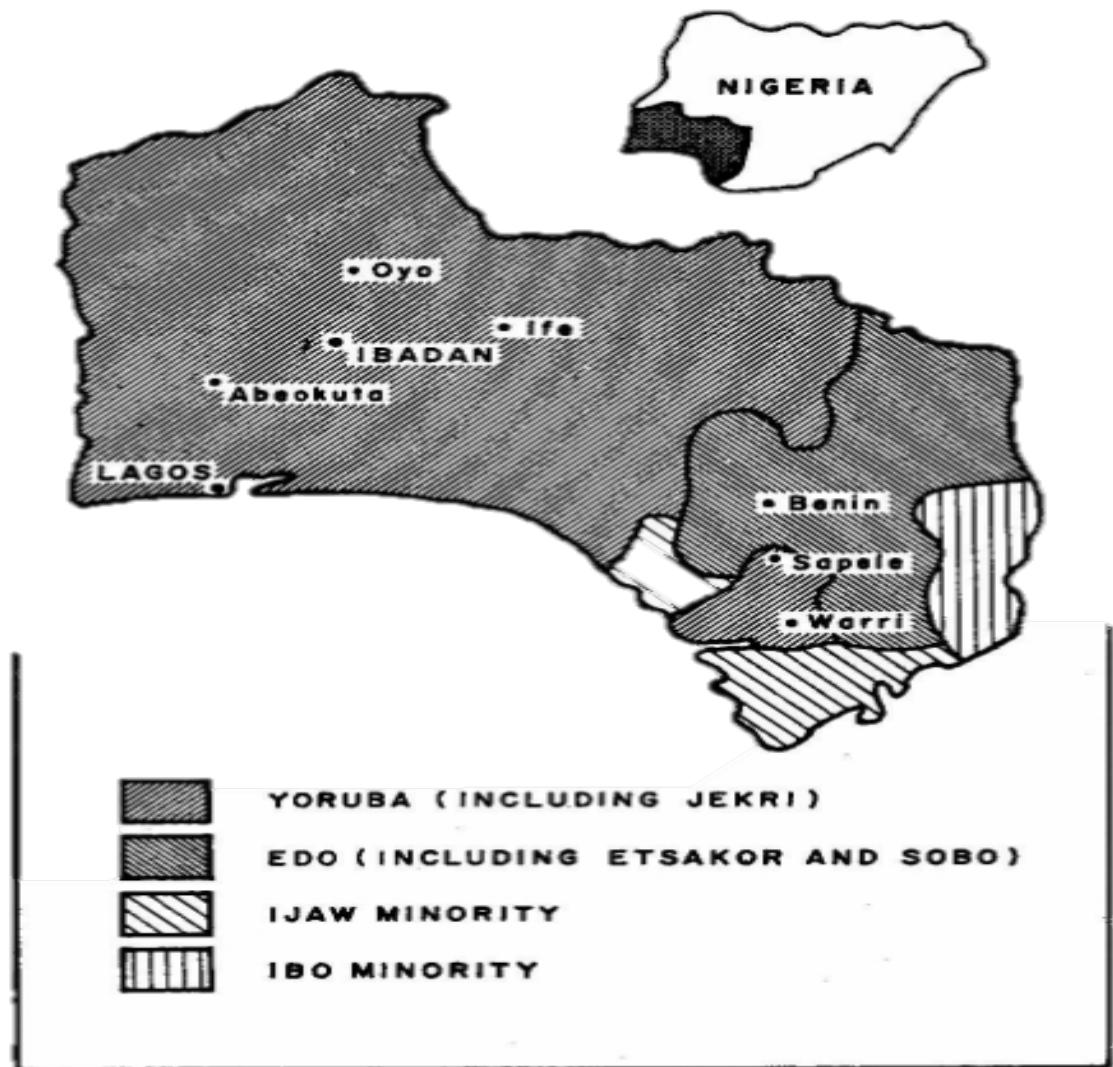 NIGERIA
Oyo
Ife
IBADAN
Abeokuta
LAGOS
Benin
Sapele
Warri
YORUBA (INCLUDING JEKRI)
EDO (INCLUDING ETSAKOR AND SOBO)
IJAW MINORITY
IBO MINORITY